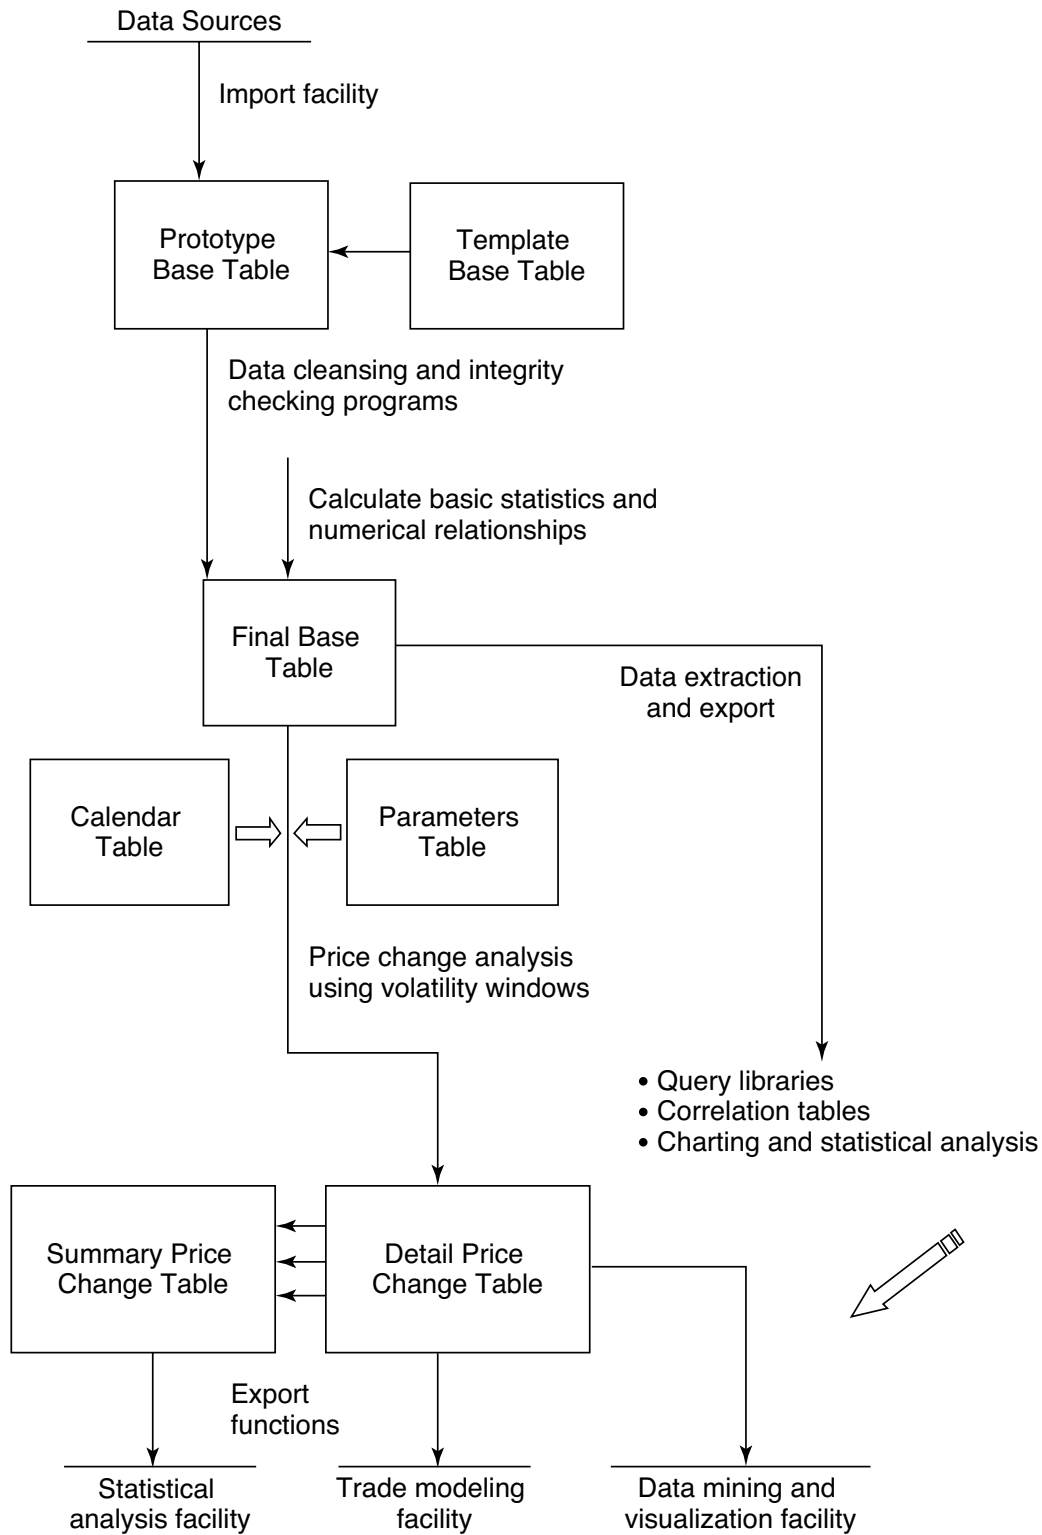 Data Sources
Import facility
Prototype
Base Table
Template
Base Table
Data cleansing and integrity
checking programs
Calculate basic statistics and
numerical relationships
Final Base
Table
Data extraction
and export
Calendar
Table
Parameters
Table
Price change analysis
using volatility windows
• Query libraries
• Correlation tables
• Charting and statistical analysis
Summary Price
Change Table
Detail Price
Change Table
Export
functions
Statistical
analysis facility
Trade modeling
facility
Data mining and
visualization facility